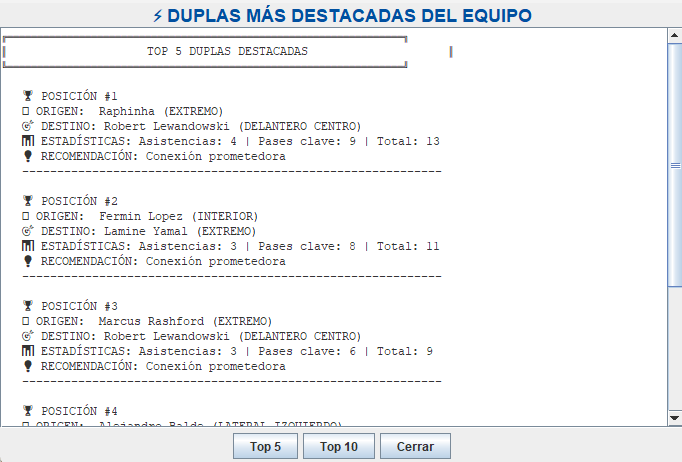 ⚡ DUPLAS MÁS DESTACADAS DEL EQUIPO
TOP 5 DUPLAS DESTACADAS
🏆 POSICIÓN #1
ORIGEN: Raphinha (EXTREMO)
🎯 DESTINO: Robert Lewandowski (DELANTERO CENTRO)
📊 ESTADÍSTICAS: Asistencias: 4 | Pases clave: 9 | Total: 13
💡 RECOMENDACIÓN: Conexión prometedora
------------------------------------------------------------
🏆 POSICIÓN #2
ORIGEN: Fermin Lopez (INTERIOR)
🎯 DESTINO: Lamine Yamal (EXTREMO)
📊 ESTADÍSTICAS: Asistencias: 3 | Pases clave: 8 | Total: 11
💡 RECOMENDACIÓN: Conexión prometedora
------------------------------------------------------------
🏆 POSICIÓN #3
ORIGEN: Marcus Rashford (EXTREMO)
🎯 DESTINO: Robert Lewandowski (DELANTERO CENTRO)
📊 ESTADÍSTICAS: Asistencias: 3 | Pases clave: 6 | Total: 9
💡 RECOMENDACIÓN: Conexión prometedora
------------------------------------------------------------
🏆 POSICIÓN #4
ORIGEN: Alejandro Balde (LATERAL IZQUIERDO)
Top 5
Top 10
Cerrar